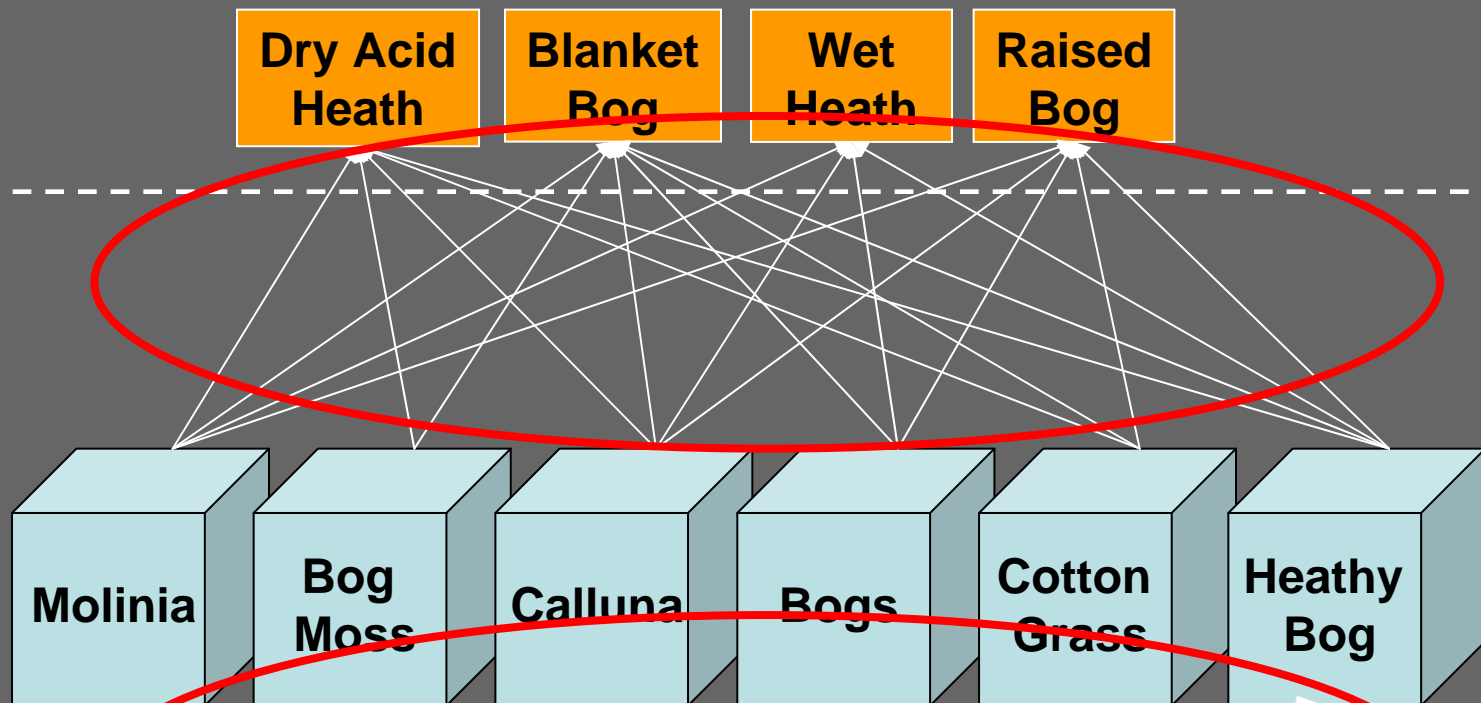 Dry Acid
Heath
Blanket
Bog
Wet
Heath
Raised
Bog
Molinia
Bog
Moss
Calluna
Bogs
Cotton
Grass
Heathy
Bog